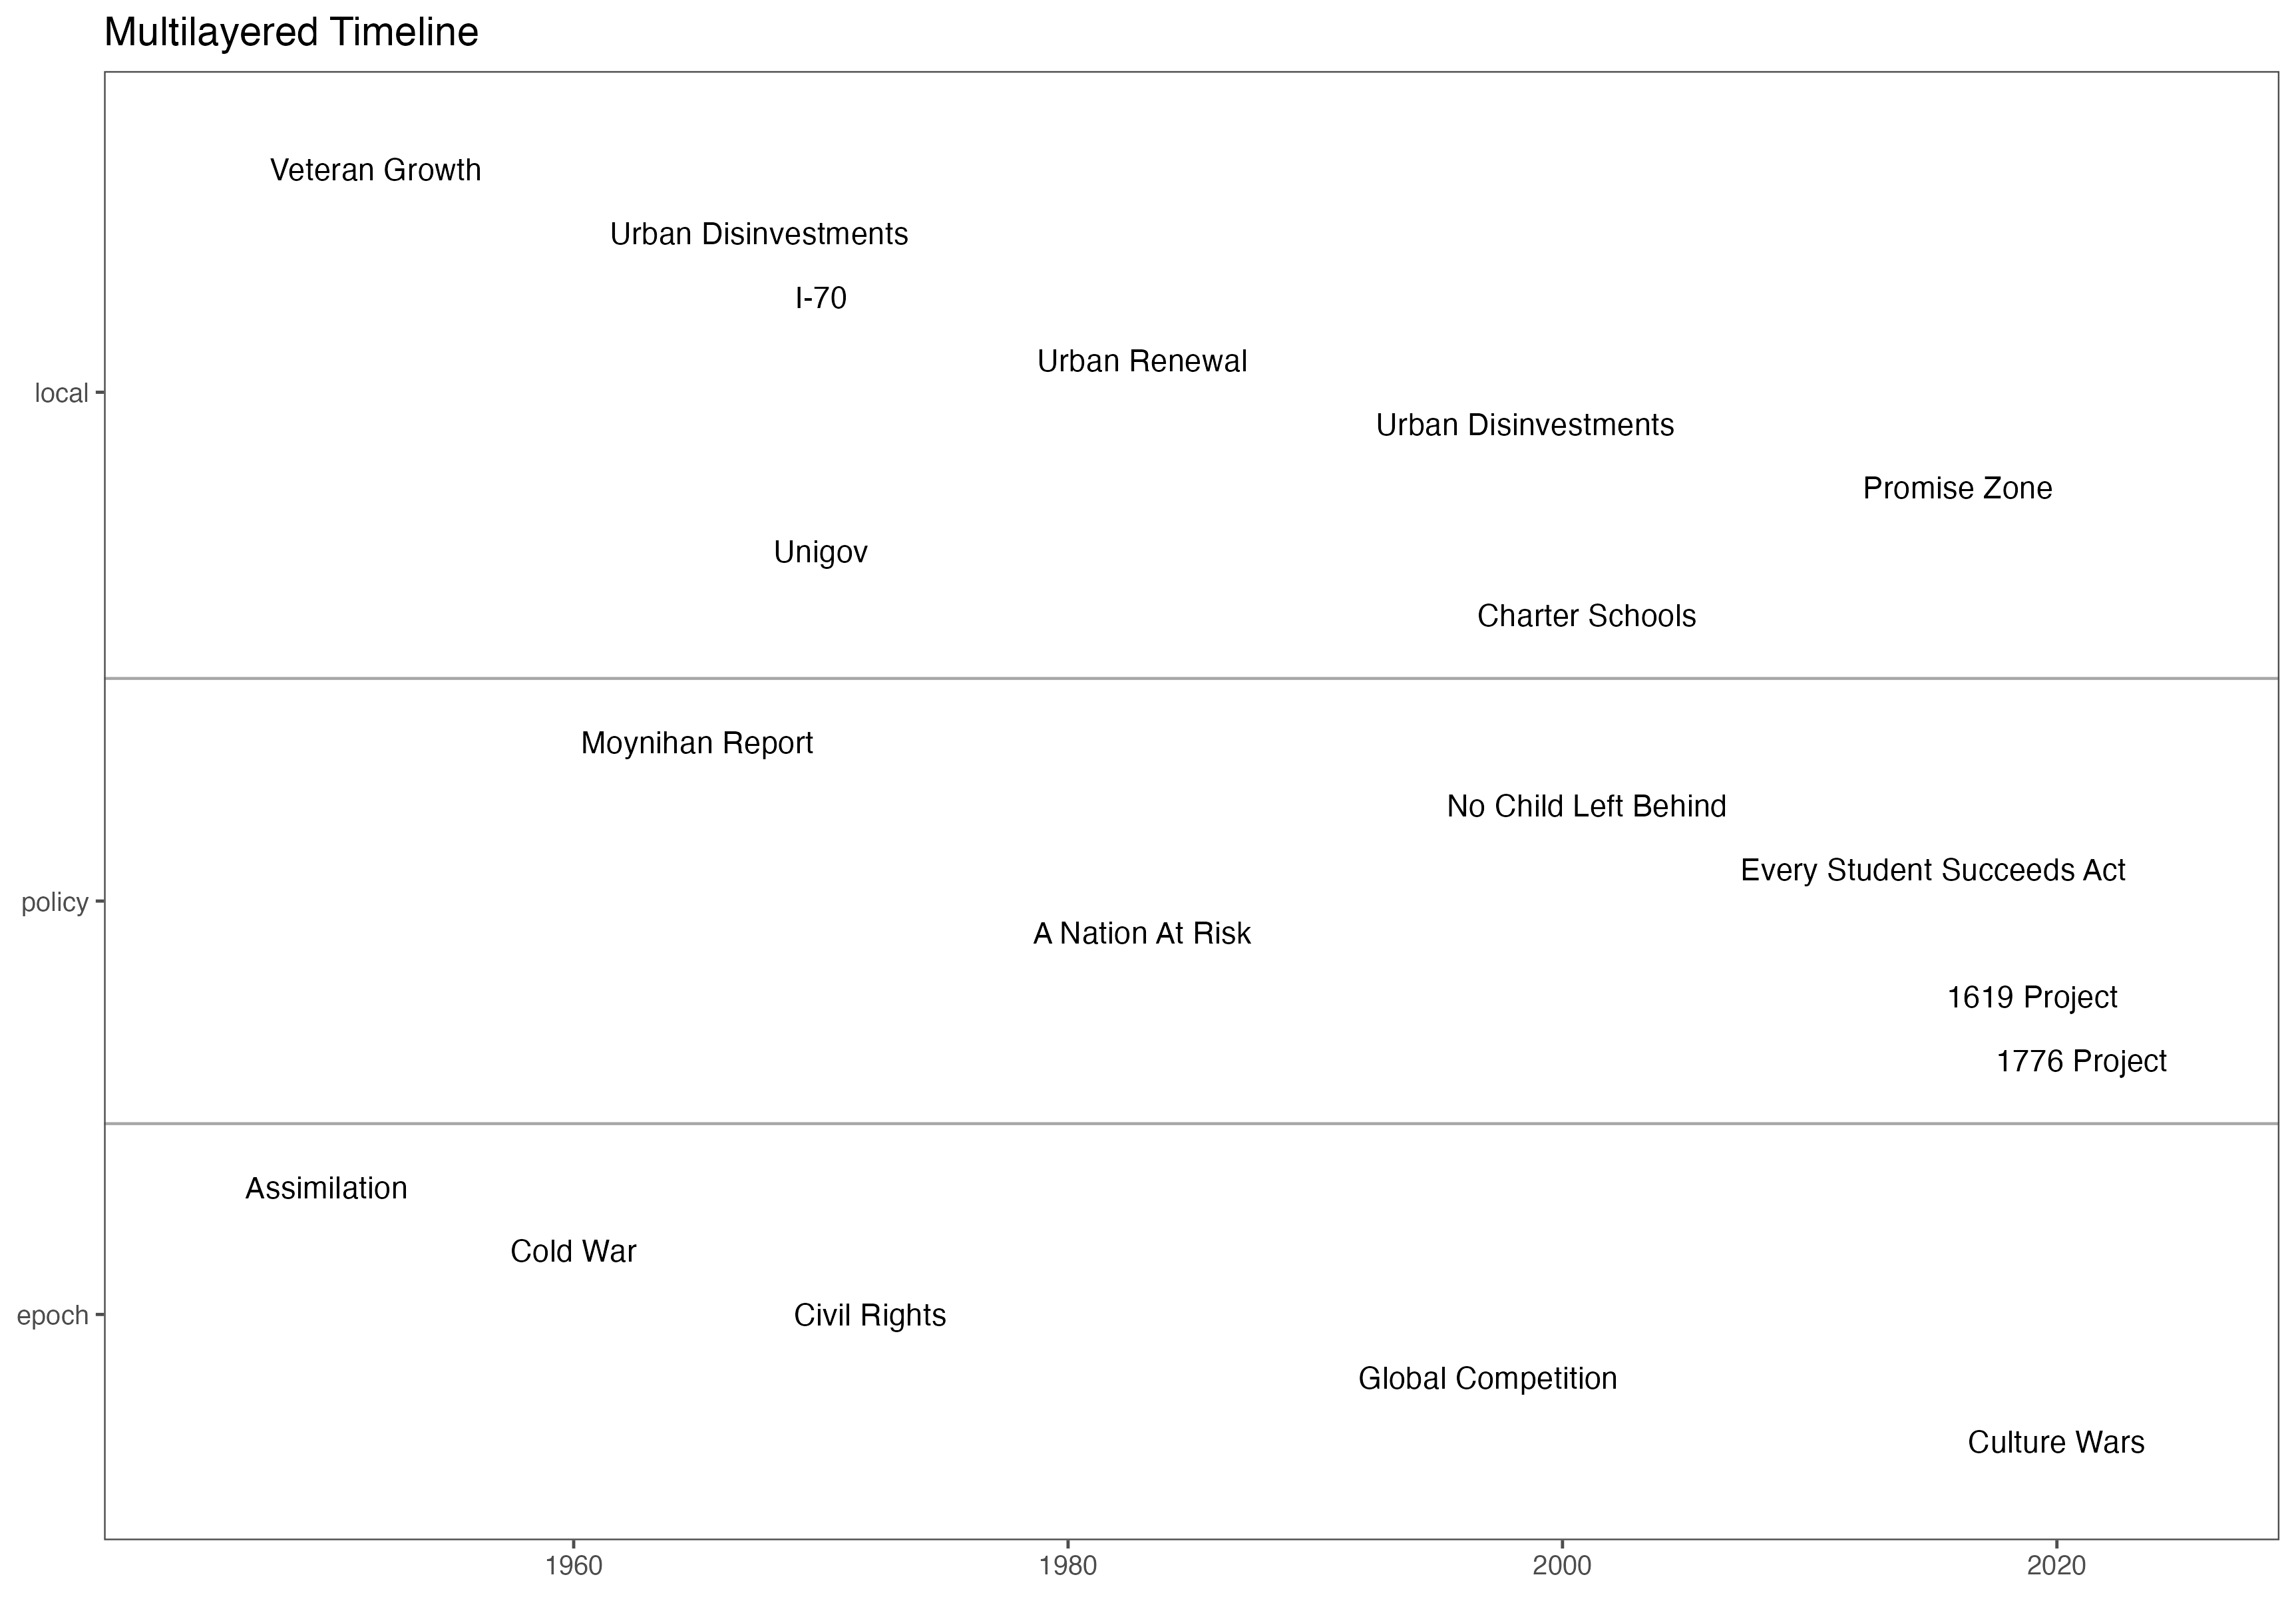 Multilayered Timeline
Veteran Growth
Urban Disinvestments
I-70
Urban Renewal
local
Urban Disinvestments
Promise Zone
Unigov
Charter Schools
Moynihan Report
No Child Left Behind
Every Student Succeeds Act
policy
A Nation At Risk
1619 Project
1776 Project
Assimilation
Cold War
epoch
Civil Rights
Global Competition
Culture Wars
1960 1980 2000 2020